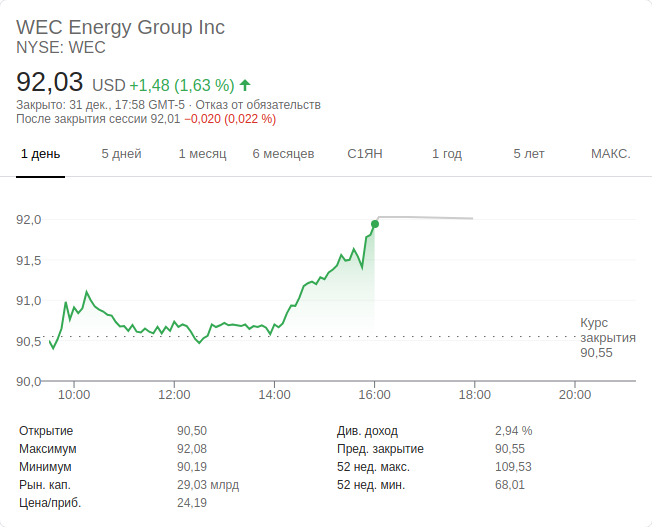 WEC Energy Group Inc
NYSE: WEC
92,03 USD +1,48 (1,63 %)
Закрыто: 31 дек., 17:58 GMT-5 · Отказ от обязательств
После закрытия сессии 92,01 −0,020 (0,022 %)
1 день 5 дней 1 месяц 6 месяцев С1ЯН 1 год 5 лет МАКС.
92,0
91,5
91,0
90,5
90,0
Курс
закрытия
90,55
10:00 12:00 14:00 16:00 18:00 20:00
Открытие 90,50
Максимум 92,08
Минимум 90,19
Рын. кап. 29,03 млрд
Цена/приб. 24,19
Див. доход 2,94 %
Пред. закрытие 90,55
52 нед. макс. 109,53
52 нед. мин. 68,01